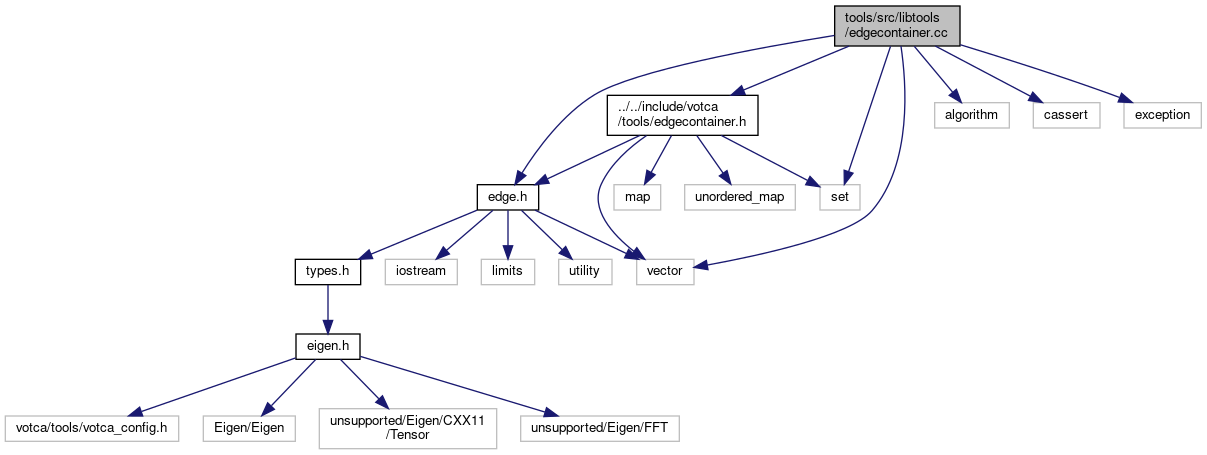 tools/src/libtools
/edgecontainer.cc
../../include/votca
/tools/edgecontainer.h
algorithm
cassert
exception
edge.h
map
unordered_map
set
types.h
iostream
limits
utility
vector
eigen.h
votca/tools/votca_config.h
Eigen/Eigen
unsupported/Eigen/CXX11
/Tensor
unsupported/Eigen/FFT